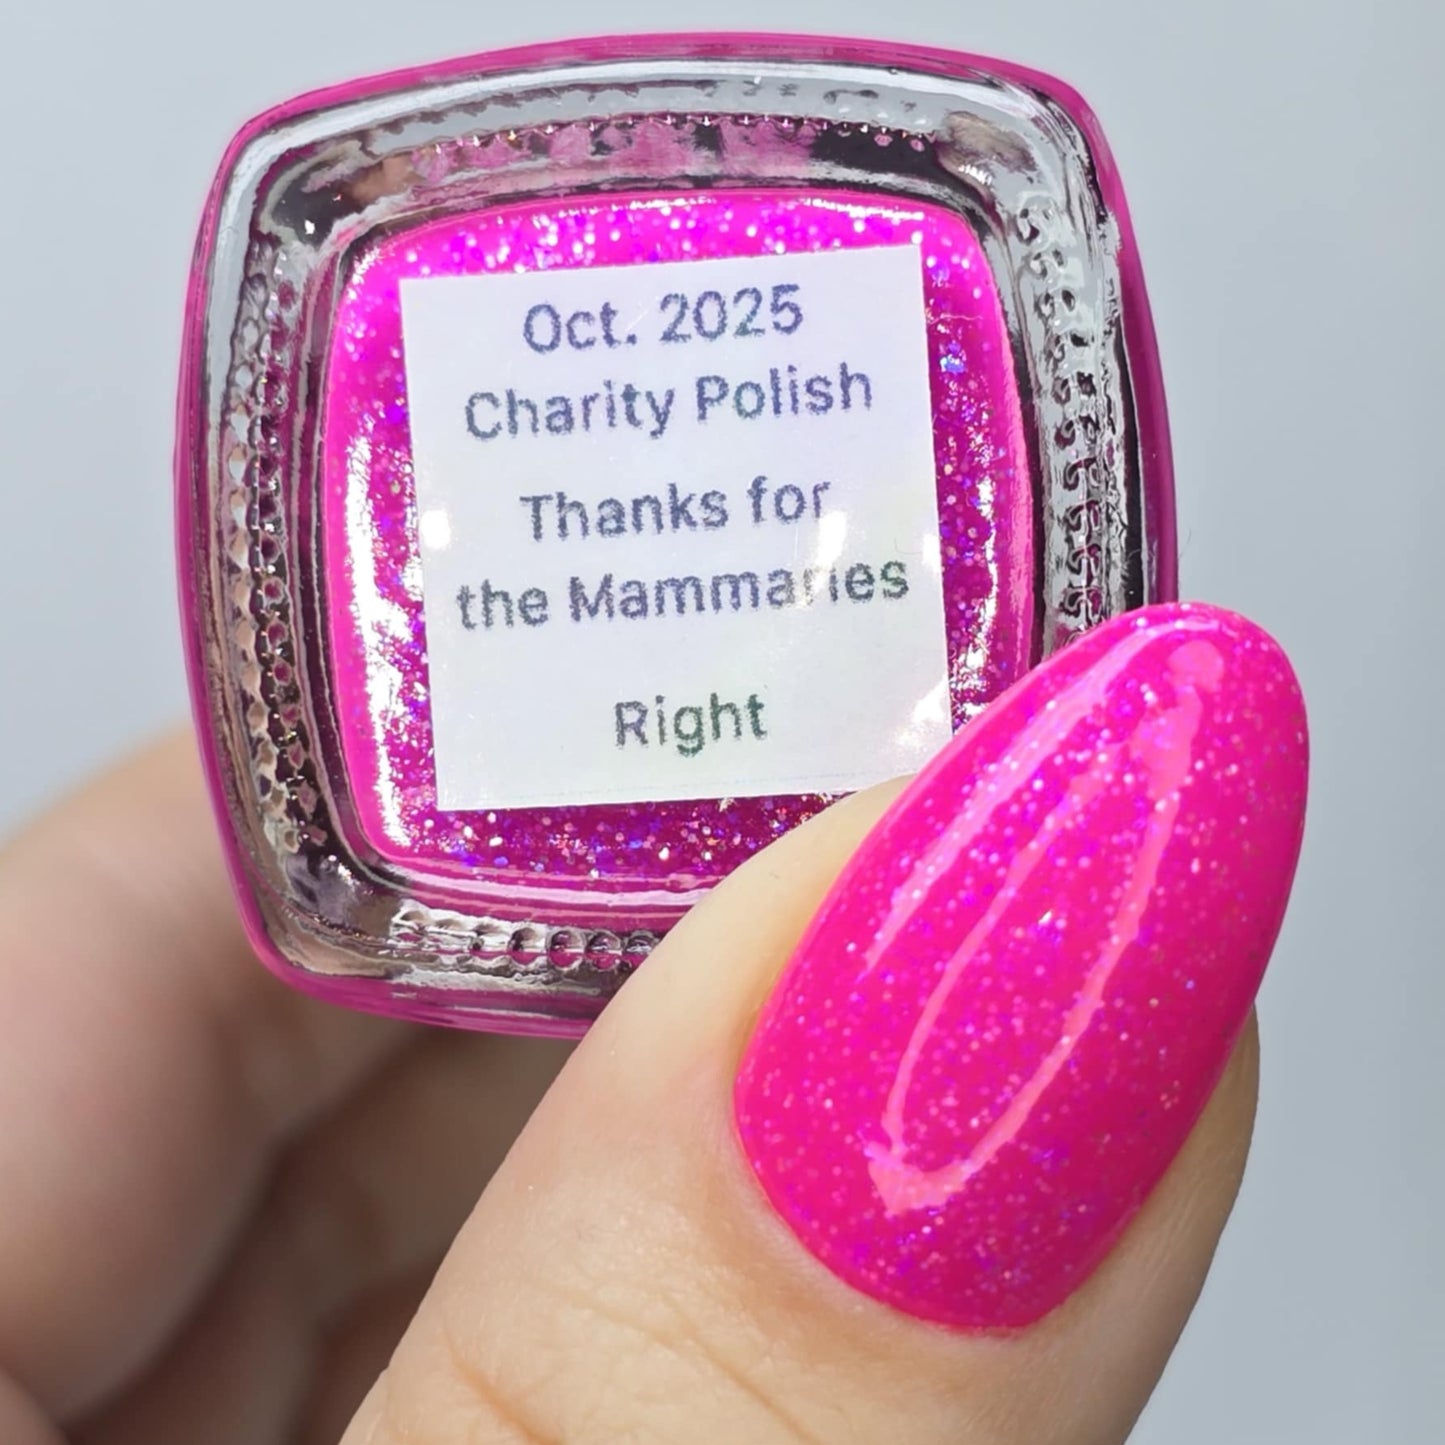 Oct. 2025
Charity Polish
Thanks for
the Mammaries
Right